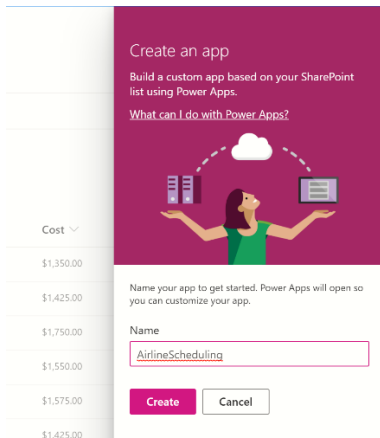 Create an app
Build a custom app based on your SharePoint
list using Power Apps.
What can I do with Power Apps?
Cost
$1,350.00
$1,425.00
$1,750.00
$1,550.00
$1,575.00
$1,425.00
Name your app to get started. Power Apps will open so
you can customize your app.
Name
AirlineScheduling
Create
Cancel